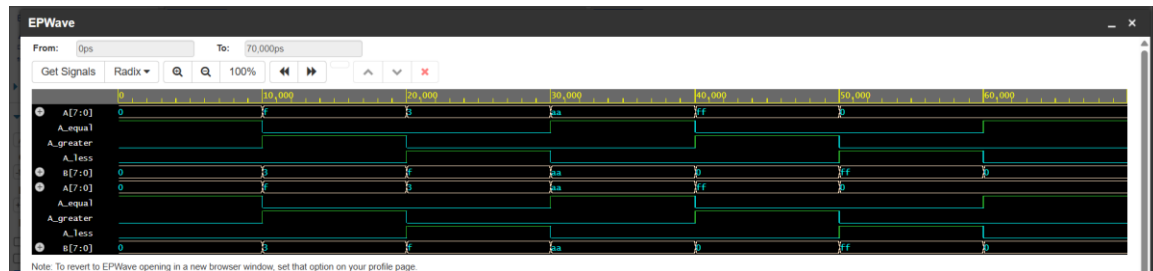 EPWave
From: 0ps To: 70,000ps
Get Signals Radix 100%
0 10,000 20,000 30,000 40,000 50,000 60,000
A[7:0] 0 f 3 aa ff 0
A_equal
A_greater
A_less
B[7:0] 0 3 f aa 0 ff 0
A[7:0] 0 f 3 aa ff 0
A_equal
A_greater
A_less
B[7:0] 0 3 f aa 0 ff 0
Note: To revert to EPWave opening in a new browser window, set that option on your profile page.